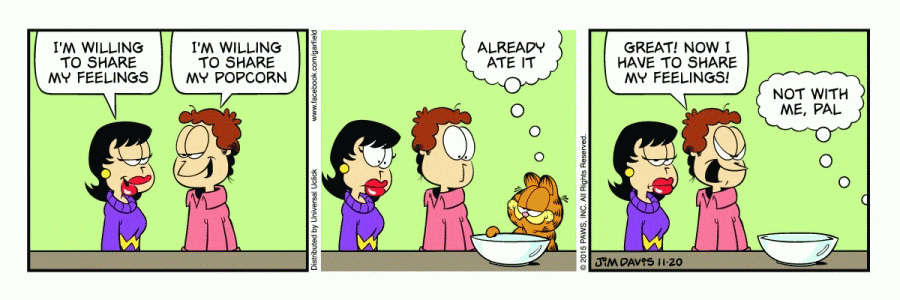 I'M WILLING
TO SHARE
MY FEELINGS
I'M WILLING
TO SHARE
MY POPCORN
www.facebook.com/garfield
Distributed by Universal Uclick
ALREADY
ATE IT
© 2015 PAWS, INC. All Rights Reserved.
GREAT! NOW I
HAVE TO SHARE
MY FEELINGS!
NOT WITH
ME, PAL
JIM DAVIS 11-20